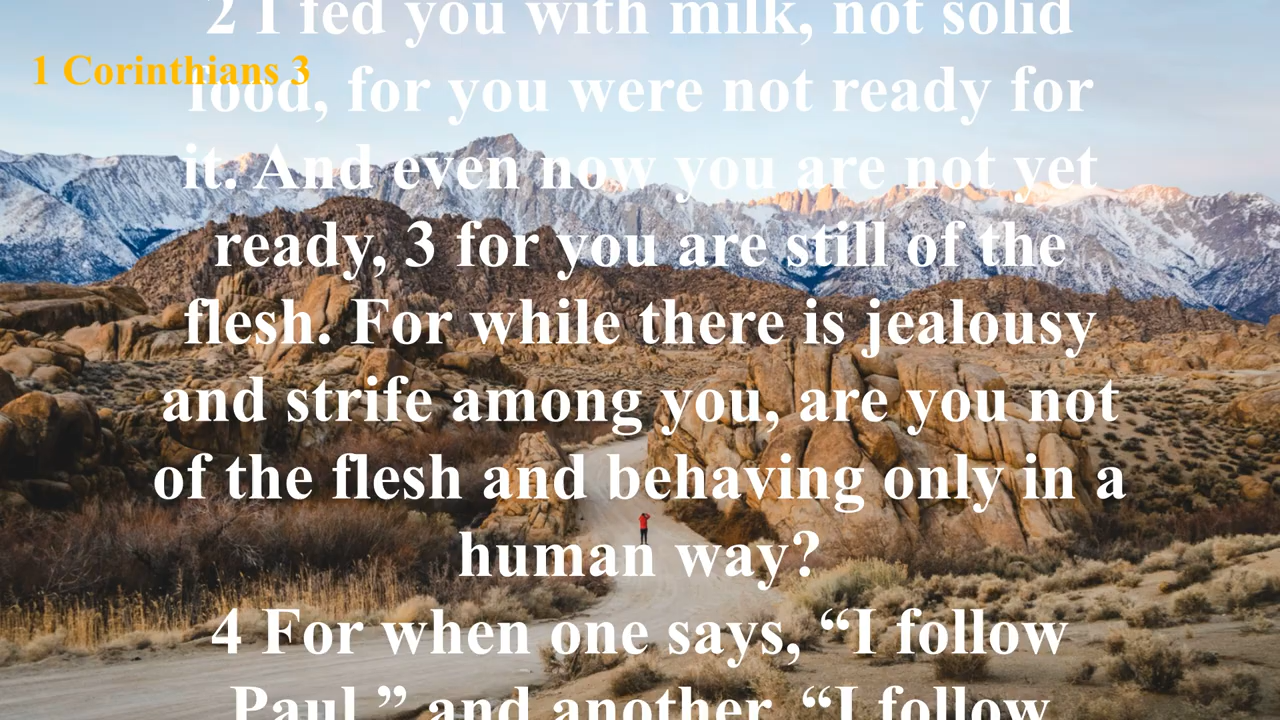 2 I fed you with milk, not solid
1 Corinthians 3
food, for you were not ready for
it. And even now you are not yet
ready, 3 for you are still of the
flesh. For while there is jealousy
and strife among you, are you not
of the flesh and behaving only in a
human way?
4 For when one says, “I follow
Paul,” and another, “I follow